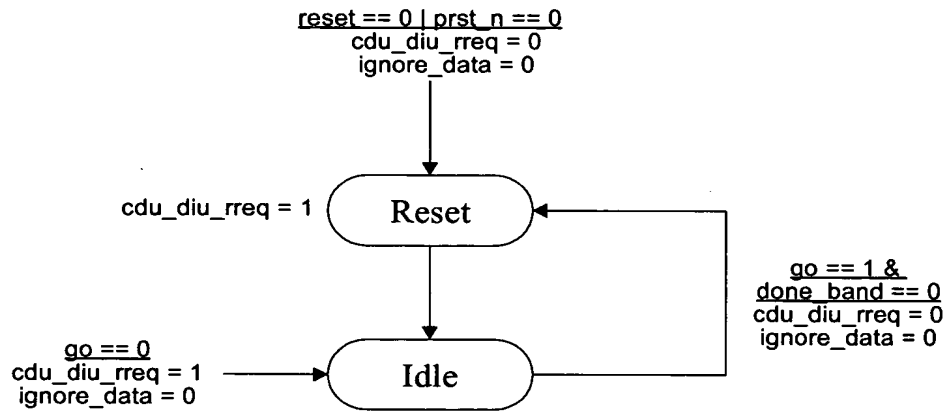 reset == 0 | prst_n == 0
cdu_diu_rreq = 0
ignore_data = 0
cdu_diu_rreq = 1
Reset
go == 1 &
done_band == 0
cdu_diu_rreq = 0
ignore_data = 0
go == 0
cdu_diu_rreq = 1
ignore_data = 0
Idle